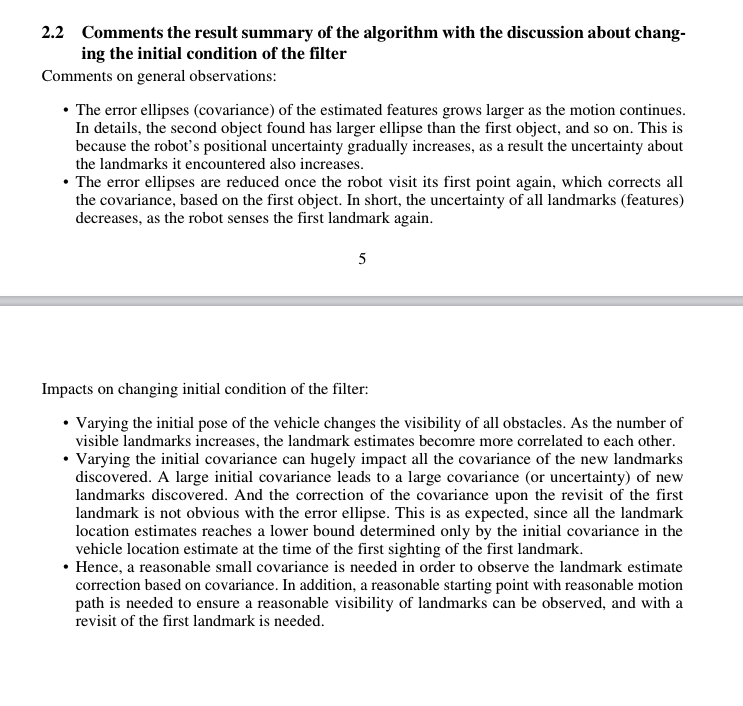 2.2 Comments the result summary of the algorithm with the discussion about chang-
ing the initial condition of the filter
Comments on general observations:
• The error ellipses (covariance) of the estimated features grows larger as the motion continues.
In details, the second object found has larger ellipse than the first object, and so on. This is
because the robot's positional uncertainty gradually increases, as a result the uncertainty about
the landmarks it encountered also increases.
• The error ellipses are reduced once the robot visit its first point again, which corrects all
the covariance, based on the first object. In short, the uncertainty of all landmarks (features)
decreases, as the robot senses the first landmark again.
5
Impacts on changing initial condition of the filter:
• Varying the initial pose of the vehicle changes the visibility of all obstacles. As the number of
visible landmarks increases, the landmark estimates becomre more correlated to each other.
• Varying the initial covariance can hugely impact all the covariance of the new landmarks
discovered. A large initial covariance leads to a large covariance (or uncertainty) of new
landmarks discovered. And the correction of the covariance upon the revisit of the first
landmark is not obvious with the error ellipse. This is as expected, since all the landmark
location estimates reaches a lower bound determined only by the initial covariance in the
vehicle location estimate at the time of the first sighting of the first landmark.
• Hence, a reasonable small covariance is needed in order to observe the landmark estimate
correction based on covariance. In addition, a reasonable starting point with reasonable motion
path is needed to ensure a reasonable visibility of landmarks can be observed, and with a
revisit of the first landmark is needed.